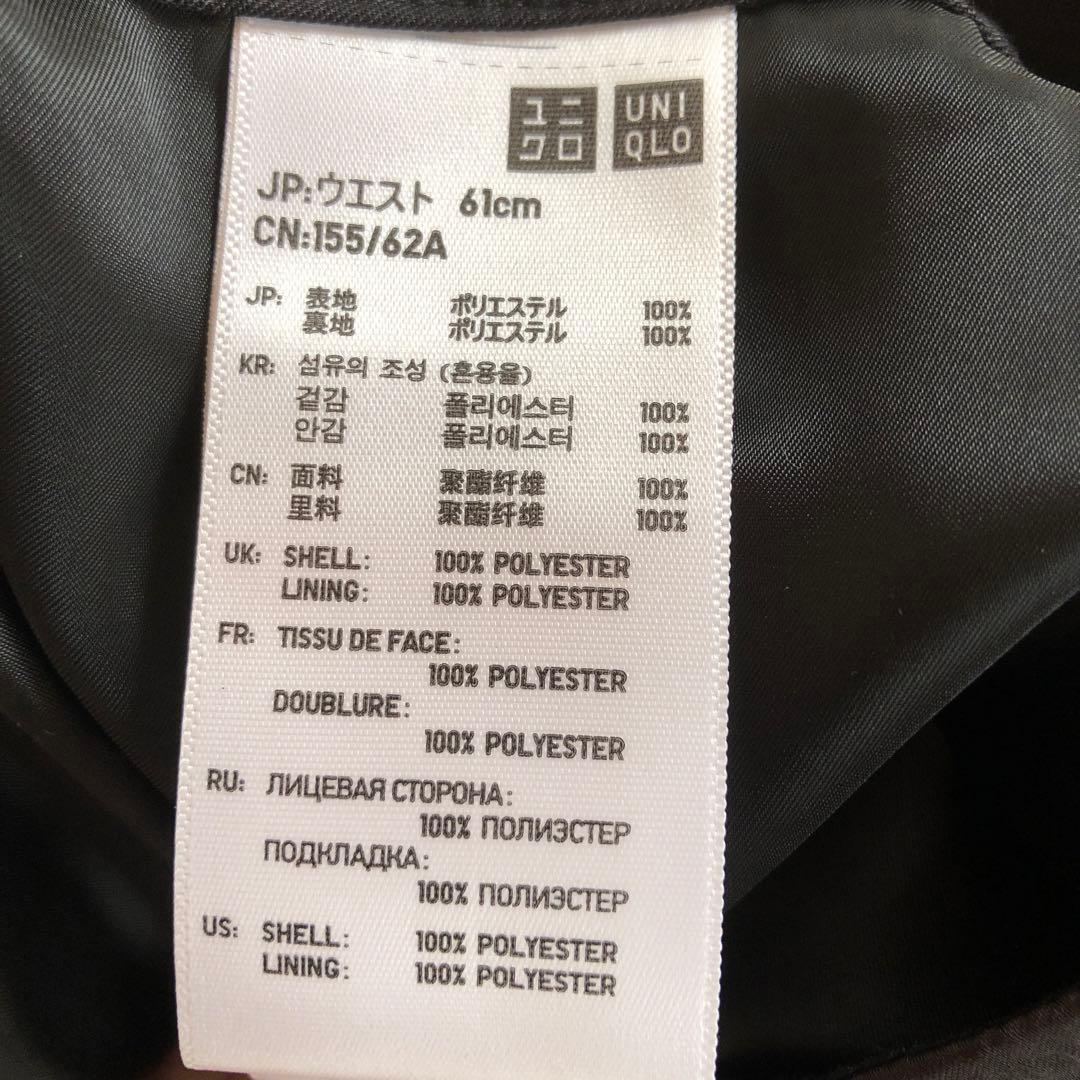 ユニ
クロ
UNI
QLO
JP:ウエスト 61cm
CN:155/62A
JP: 表地 ポリエステル 100%
裏地 ポリエステル 100%
KR: 섬유의 조성 (혼용율)
겉감 폴리에스터 100%
안감 폴리에스터 100%
CN: 面料 聚酯纤维 100%
里料 聚酯纤维 100%
UK: SHELL: 100% POLYESTER
LINING: 100% POLYESTER
FR: TISSU DE FACE:
100% POLYESTER
DOUBLURE:
100% POLYESTER
RU: ЛИЦЕВАЯ СТОРОНА:
100% ПОЛИЭСТЕР
ПОДКЛАДКА:
100% ПОЛИЭСТЕР
US: SHELL: 100% POLYESTER
LINING: 100% POLYESTER